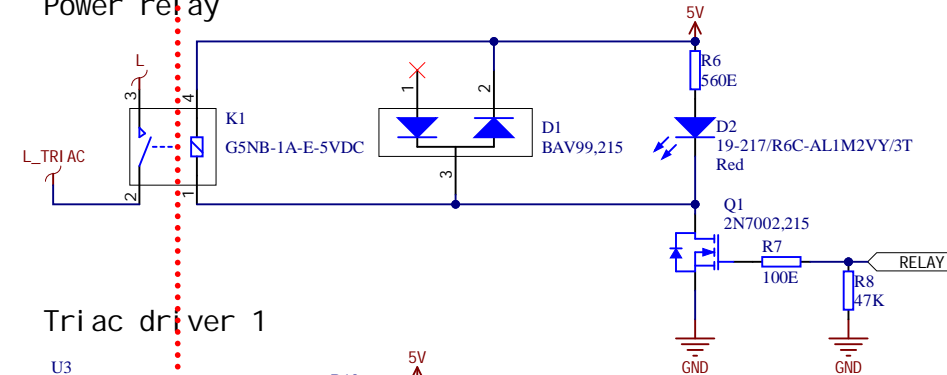 Power relay
5V
R6
560E
L
3
4
1
2
K1
G5NB-1A-E-5VDC
D1
BAV99,215
D2
19-217/R6C-AL1M2VY/3T
Red
L_TRIAC
3
2
1
Q1
2N7002,215
R7
100E
RELAY
R8
47K
Triac driver 1
GND
GND
U3
5V